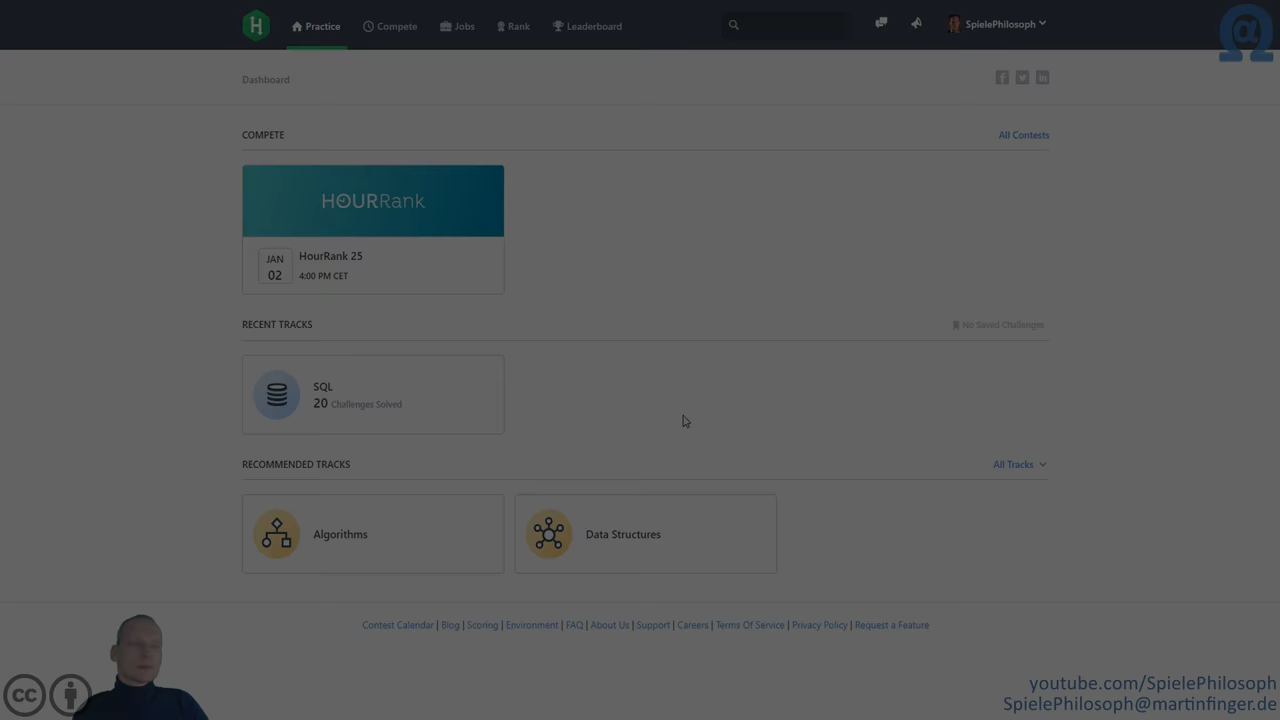 H Practice Compete Jobs Rank Leaderboard SpielePhilosoph
Dashboard
COMPETE All Contests
HOURRank
JAN HourRank 25
02 4:00 PM CET
RECENT TRACKS No Saved Challenges
SQL
20 Challenges Solved
RECOMMENDED TRACKS All Tracks
Algorithms Data Structures
Contest Calendar | Blog | Scoring | Environment | FAQ | About Us | Support | Careers | Terms Of Service | Privacy Policy | Request a Feature
cc
youtube.com/SpielePhilosoph
SpielePhilosoph@martinfinger.de